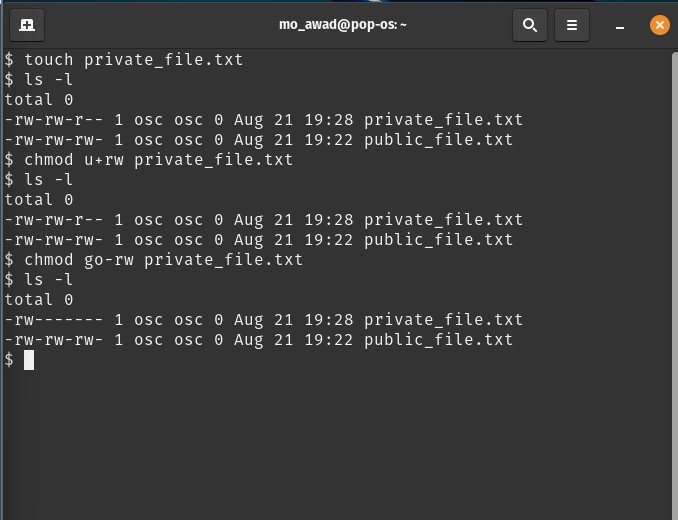 mo_awad@pop-os: ~
$ touch private_file.txt
$ ls -l
total 0
-rw-rw-r-- 1 osc osc 0 Aug 21 19:28 private_file.txt
-rw-rw-rw- 1 osc osc 0 Aug 21 19:22 public_file.txt
$ chmod u+rw private_file.txt
$ ls -l
total 0
-rw-rw-r-- 1 osc osc 0 Aug 21 19:28 private_file.txt
-rw-rw-rw- 1 osc osc 0 Aug 21 19:22 public_file.txt
$ chmod go-rw private_file.txt
$ ls -l
total 0
-rw------- 1 osc osc 0 Aug 21 19:28 private_file.txt
-rw-rw-rw- 1 osc osc 0 Aug 21 19:22 public_file.txt
$